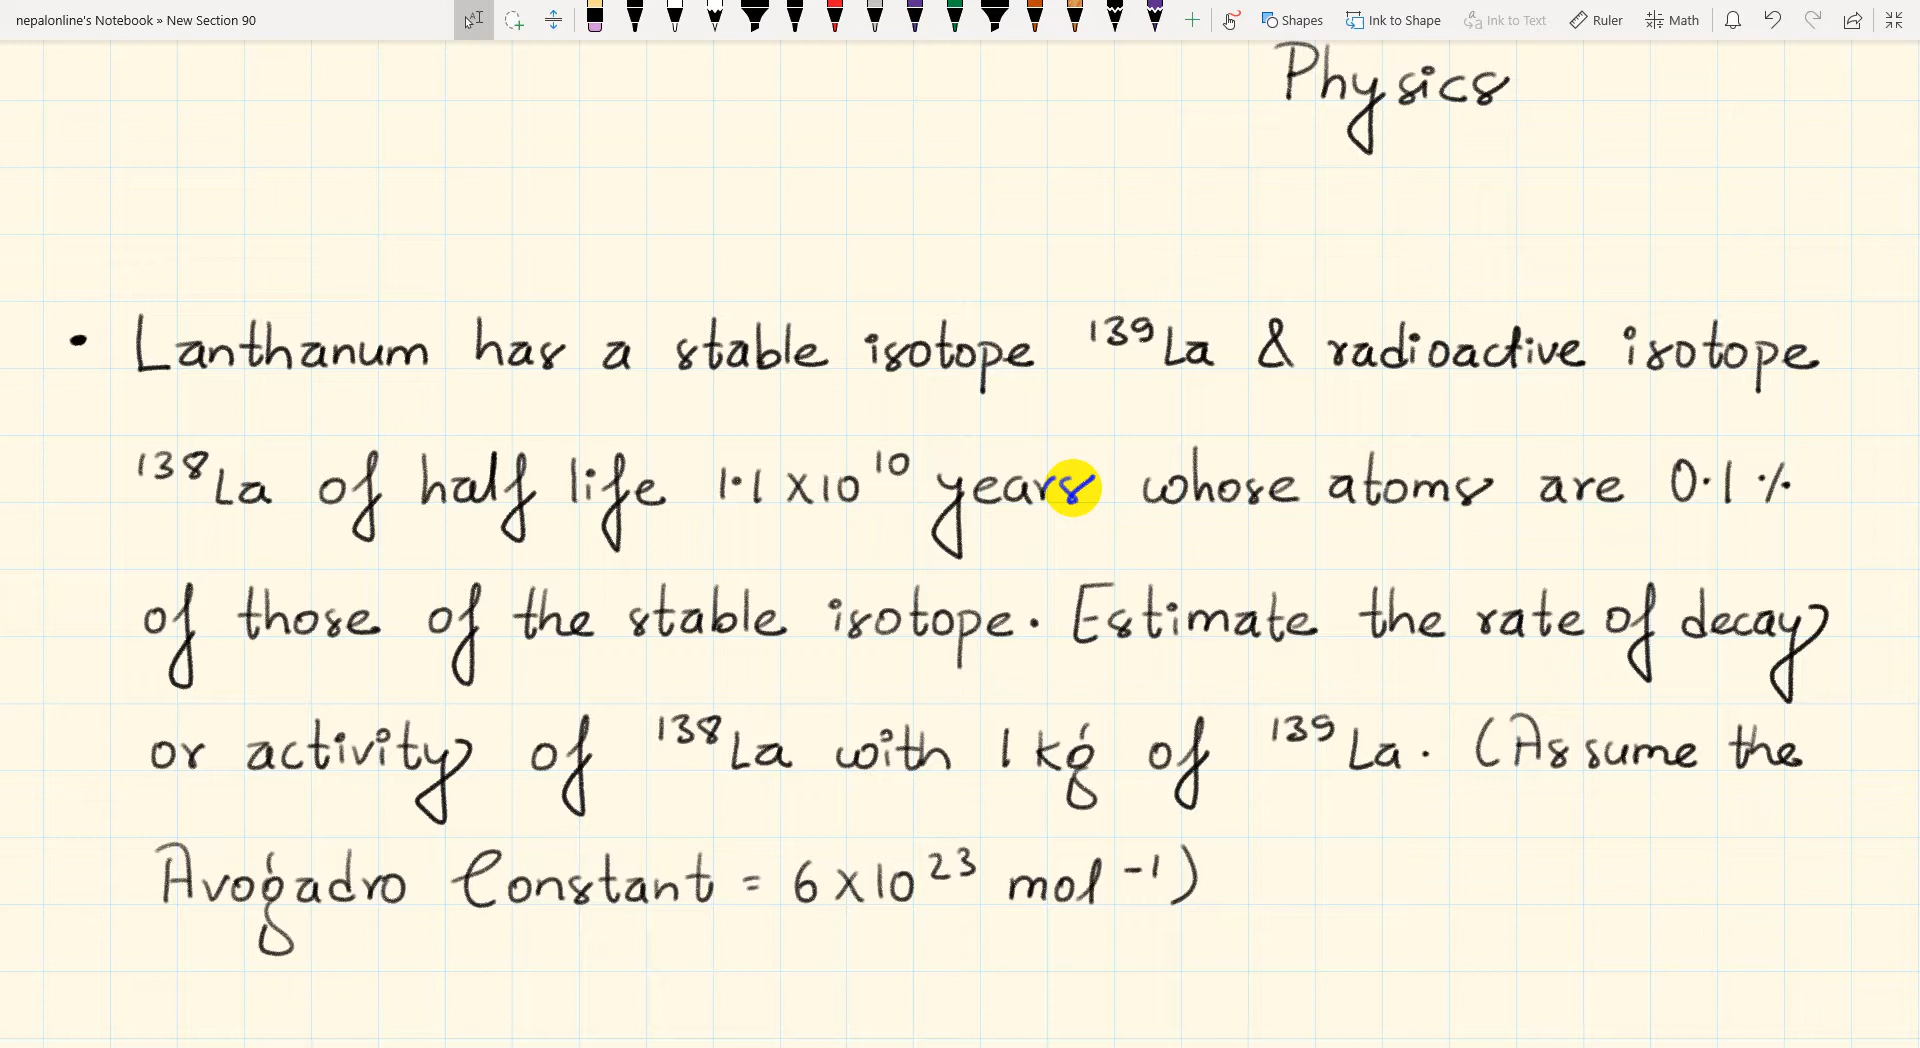 nepalonline's Notebook » New Section 90
Shapes Ink to Shape Ink to Text Ruler Math
Physics
• Lanthanum has a stable isotope ¹³⁹La & radioactive isotope
¹³⁸La of half life 1.1 × 10¹⁰ years whose atoms are 0.1 %
of those of the stable isotope. Estimate the rate of decay
or activity of ¹³⁸La with 1 kg of ¹³⁹La. (Assume the
Avogadro Constant = 6 × 10²³ mol⁻¹)